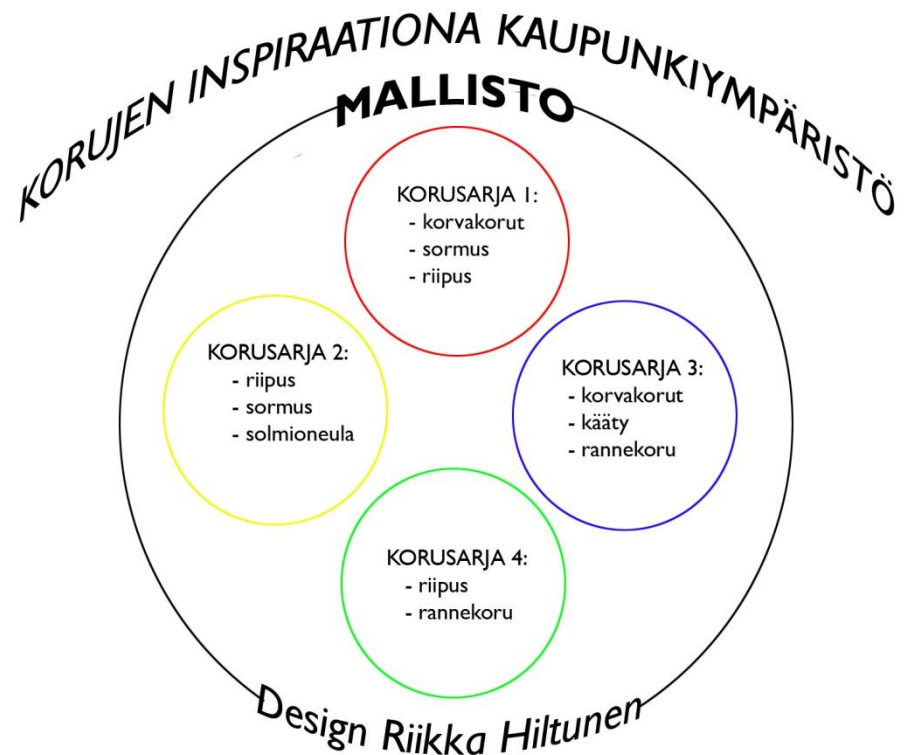 KORUJEN INSPIRAATIONA KAUPUNKIYMPÄRISTÖ
MALLISTO
KORUSARJA 1:
- korvakorut
- sormus
- riipus
KORUSARJA 2:
- riipus
- sormus
- solmioneula
KORUSARJA 3:
- korvakorut
- kääty
- rannekoru
KORUSARJA 4:
- riipus
- rannekoru
Design Riikka Hiltunen